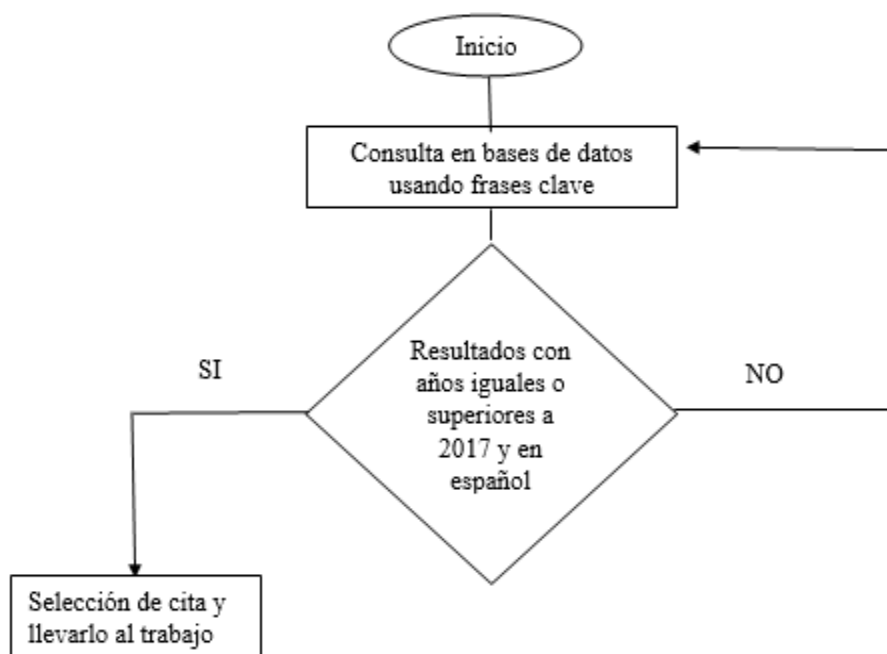 Inicio
Consulta en bases de datos
usando frases clave
Resultados con
años iguales o
superiores a
2017 y en
español
SI
NO
Selección de cita y
llevarlo al trabajo